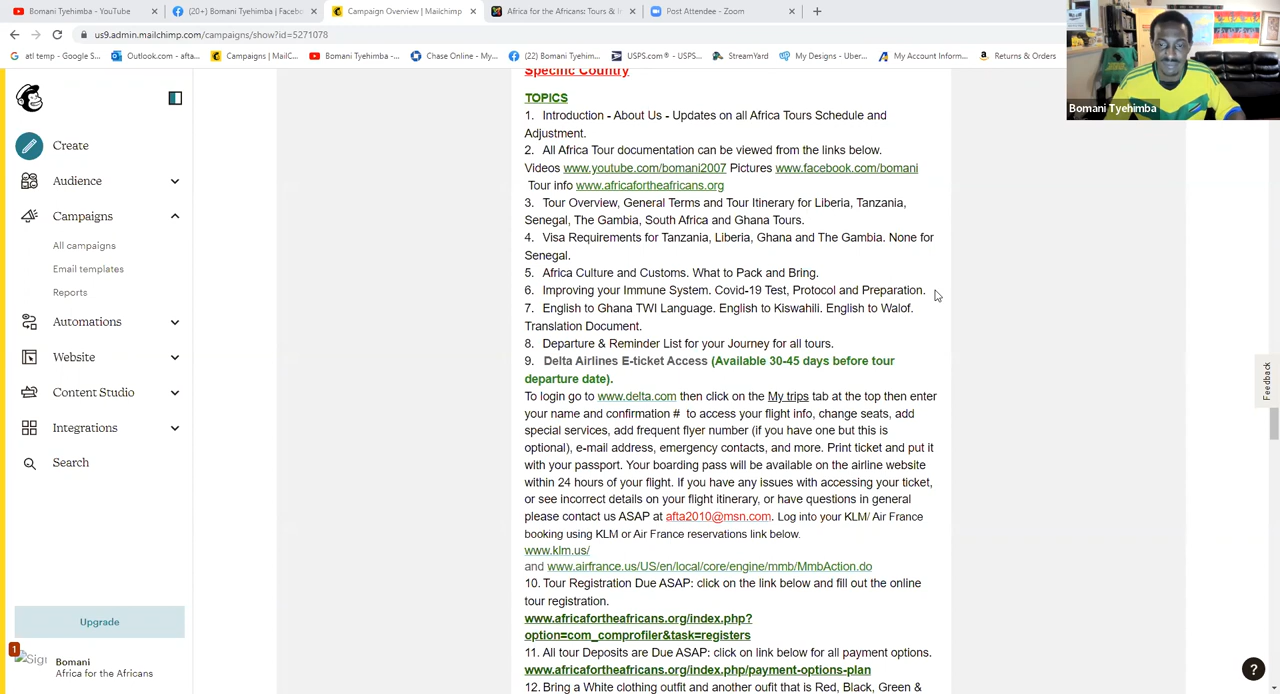 Bomani Tyehimba - YouTube
(20+) Bomani Tyehimba | Facebo
Campaign Overview | Mailchimp
Africa for the Africans: Tours & In
Post Attendee - Zoom
us9.admin.mailchimp.com/campaigns/show?id=5271078
atl temp - Google S...
Outlook.com - afta...
Campaigns | MailC...
Bomani Tyehimba -...
Chase Online - My...
(22) Bomani Tyehim...
USPS.com® - USPS...
StreamYard
My Designs - Uber...
My Account Inform...
Returns & Orders
Bomani Tyehimba
Create
Audience
Campaigns
All campaigns
Email templates
Reports
Automations
Website
Content Studio
Integrations
Search
Upgrade
1
Bomani
Africa for the Africans
Specific Country
TOPICS
1. Introduction - About Us - Updates on all Africa Tours Schedule and
Adjustment.
2. All Africa Tour documentation can be viewed from the links below.
Videos www.youtube.com/bomani2007 Pictures www.facebook.com/bomani
Tour info www.africafortheafricans.org
3. Tour Overview, General Terms and Tour Itinerary for Liberia, Tanzania,
Senegal, The Gambia, South Africa and Ghana Tours.
4. Visa Requirements for Tanzania, Liberia, Ghana and The Gambia. None for
Senegal.
5. Africa Culture and Customs. What to Pack and Bring.
6. Improving your Immune System. Covid-19 Test, Protocol and Preparation.
7. English to Ghana TWI Language. English to Kiswahili. English to Walof.
Translation Document.
8. Departure & Reminder List for your Journey for all tours.
9. Delta Airlines E-ticket Access (Available 30-45 days before tour
departure date).
To login go to www.delta.com then click on the My trips tab at the top then enter
your name and confirmation # to access your flight info, change seats, add
special services, add frequent flyer number (if you have one but this is
optional), e-mail address, emergency contacts, and more. Print ticket and put it
with your passport. Your boarding pass will be available on the airline website
within 24 hours of your flight. If you have any issues with accessing your ticket,
or see incorrect details on your flight itinerary, or have questions in general
please contact us ASAP at afta2010@msn.com. Log into your KLM/ Air France
booking using KLM or Air France reservations link below.
www.klm.us/
and www.airfrance.us/US/en/local/core/engine/mmb/MmbAction.do
10. Tour Registration Due ASAP: click on the link below and fill out the online
tour registration.
www.africafortheafricans.org/index.php?
option=com_comprofiler&task=registers
11. All tour Deposits are Due ASAP: click on link below for all payment options.
www.africafortheafricans.org/index.php/payment-options-plan
12. Bring a White clothing outfit and another oufit that is Red, Black, Green &
Feedback
?